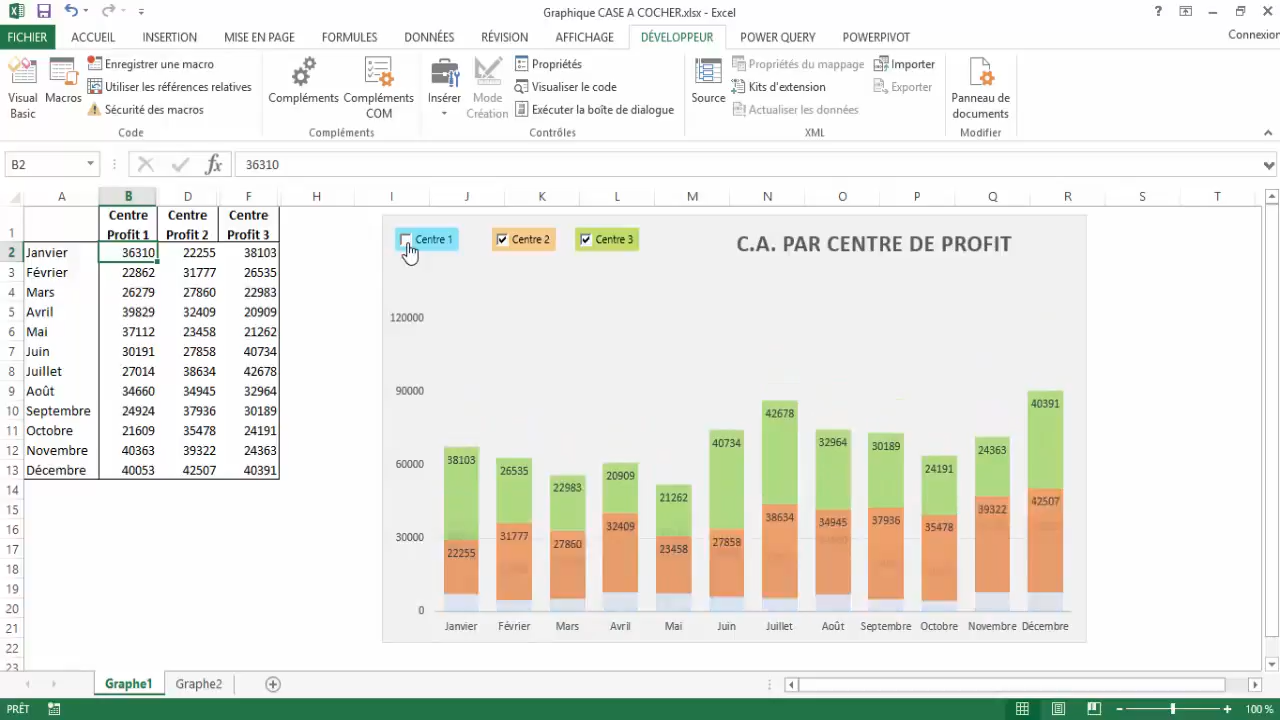 Graphique CASE A COCHER.xlsx - Excel
?
FICHIER ACCUEIL INSERTION MISE EN PAGE FORMULES DONNÉES RÉVISION AFFICHAGE DÉVELOPPEUR POWER QUERY POWERPIVOT Connexion
Visual Basic
Macros
Enregistrer une macro
Utiliser les références relatives
Sécurité des macros
Code
Compléments
Compléments COM
Compléments
Insérer
Mode Création
Propriétés
Visualiser le code
Exécuter la boîte de dialogue
Contrôles
Source
Propriétés du mappage
Kits d'extension
Actualiser les données
Importer
Exporter
XML
Panneau de documents
Modifier
B2 fx 36310
A B D F H I J K L M N O P Q R S T U
1 Centre Profit 1 Centre Profit 2 Centre Profit 3
2 Janvier 36310 22255 38103
3 Février 22862 31777 26535
4 Mars 26279 27860 22983
5 Avril 39829 32409 20909
6 Mai 37112 23458 21262
7 Juin 30191 27858 40734
8 Juillet 27014 38634 42678
9 Août 34660 34945 32964
10 Septembre 24924 37936 30189
11 Octobre 21609 35478 24191
12 Novembre 40363 39322 24363
13 Décembre 40053 42507 40391
14
15
16
17
18
19
20
21
22
23
Centre 1 Centre 2 Centre 3
C.A. PAR CENTRE DE PROFIT
120000
90000
60000
30000
0
38103 26535 22983 20909 21262 40734 42678 32964 30189 24191 24363 40391
22255 31777 27860 32409 23458 27858 38634 34945 37936 35478 39322 42507
Janvier Février Mars Avril Mai Juin Juillet Août Septembre Octobre Novembre Décembre
Graphe1 Graphe2
PRÊT 100 %